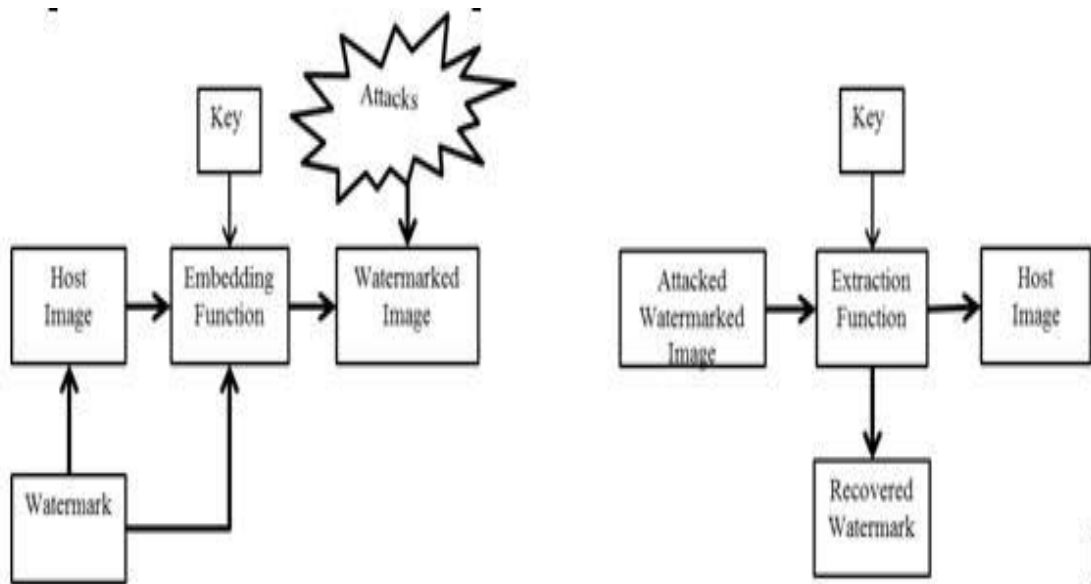 Attacks
Key
Host
Image
Embedding
Function
Watermarked
Image
Watermark
Key
Attacked
Watermarked
Image
Extraction
Function
Host
Image
Recovered
Watermark